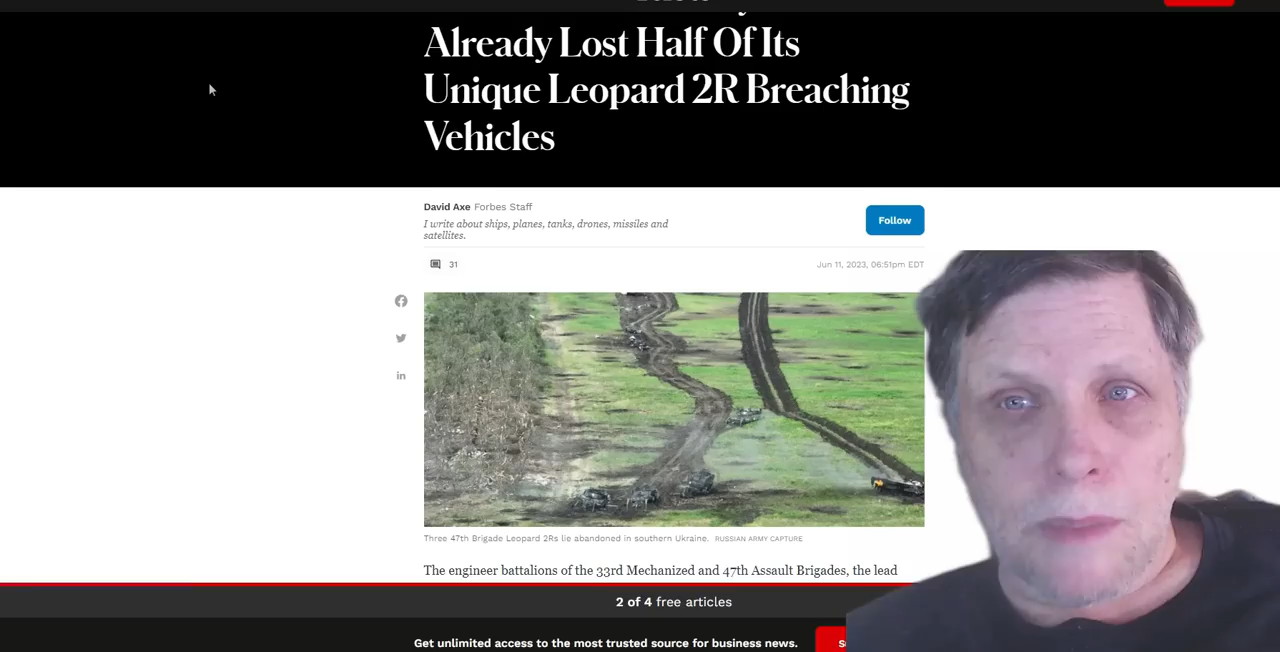 Already Lost Half Of Its
Unique Leopard 2R Breaching
Vehicles
David Axe Forbes Staff
I write about ships, planes, tanks, drones, missiles and
satellites.
Follow
31
Jun 11, 2023, 06:51pm EDT
Three 47th Brigade Leopard 2Rs lie abandoned in southern Ukraine. RUSSIAN ARMY CAPTURE
The engineer battalions of the 33rd Mechanized and 47th Assault Brigades, the lead
2 of 4 free articles
Get unlimited access to the most trusted source for business news.